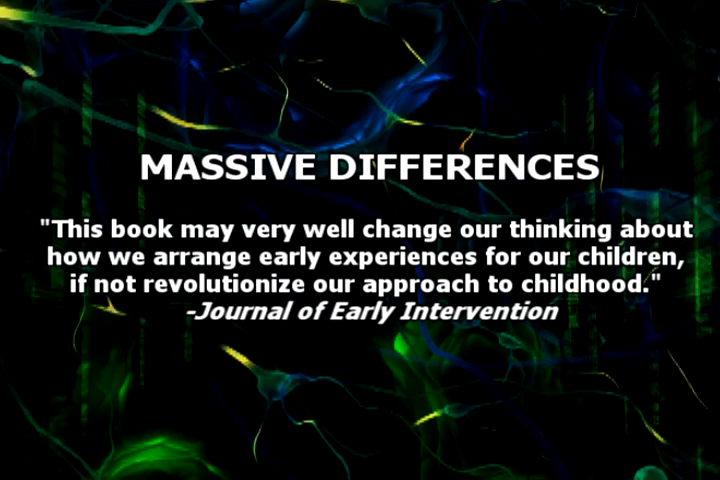 MASSIVE DIFFERENCES
"This book may very well change our thinking about
how we arrange early experiences for our children,
if not revolutionize our approach to childhood."
-Journal of Early Intervention